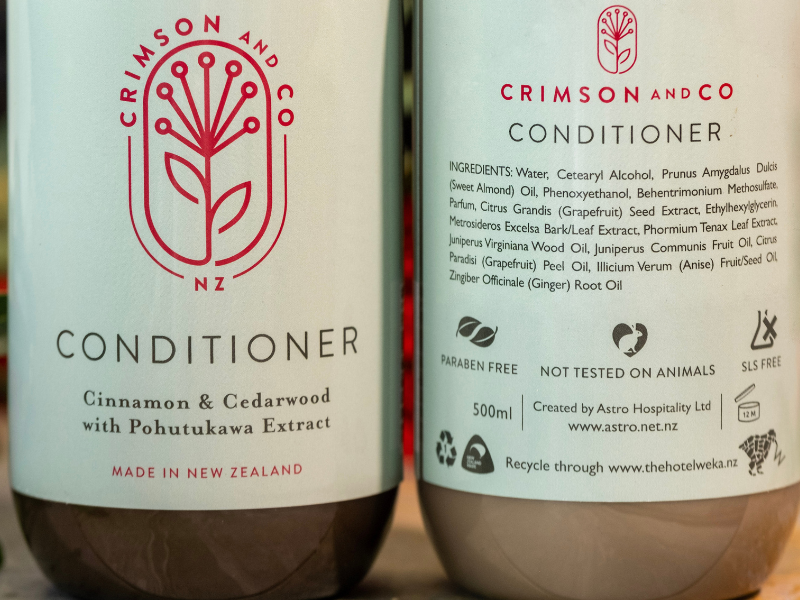 CRIMSON AND CO
NZ
CONDITIONER
Cinnamon & Cedarwood
with Pohutukawa Extract
MADE IN NEW ZEALAND
CRIMSON AND CO
CONDITIONER
INGREDIENTS: Water, Cetearyl Alcohol, Prunus Amygdalus Dulcis
(Sweet Almond) Oil, Phenoxyethanol, Behentrimonium Methosulfate,
Parfum, Citrus Grandis (Grapefruit) Seed Extract, Ethylhexylglycerin,
Metrosideros Excelsa Bark/Leaf Extract, Phormium Tenax Leaf Extract,
Juniperus Virginiana Wood Oil, Juniperus Communis Fruit Oil, Citrus
Paradisi (Grapefruit) Peel Oil, Illicium Verum (Anise) Fruit/Seed Oil,
Zingiber Officinale (Ginger) Root Oil
PARABEN FREE
NOT TESTED ON ANIMALS
SLS FREE
500ml
Created by Astro Hospitality Ltd
www.astro.net.nz
12 M
Recycle through www.thehotelweka.nz